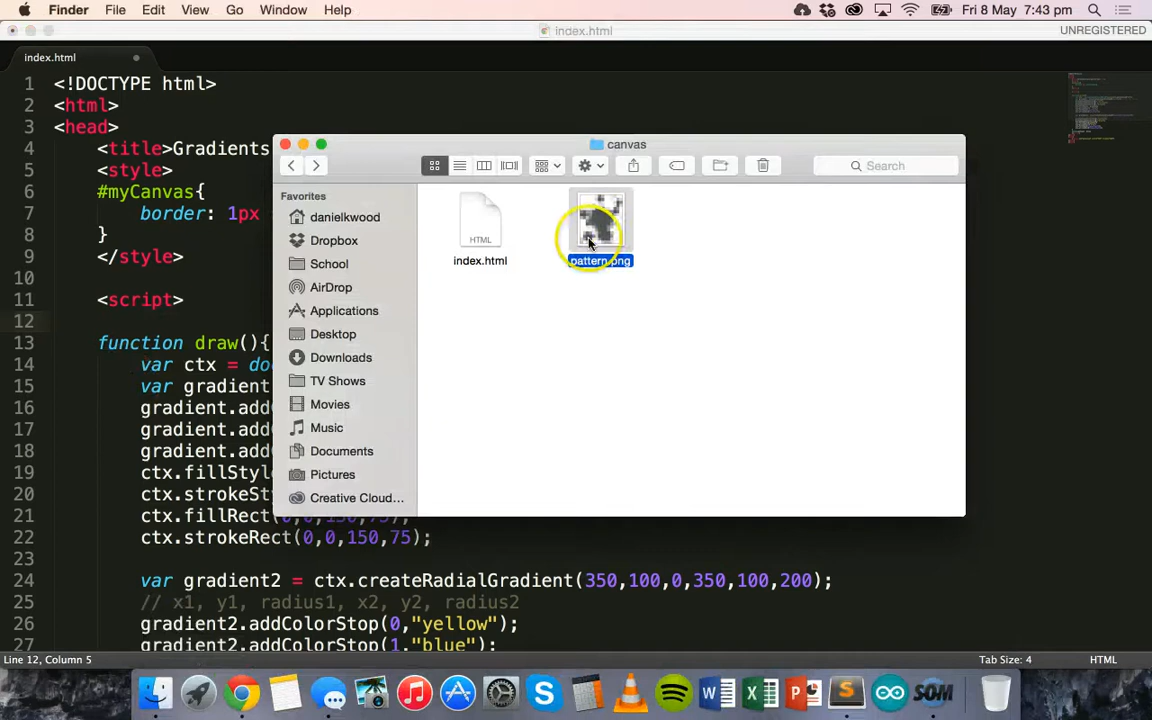 Finder File Edit View Go Window Help Fri 8 May 7:43 pm
index.html UNREGISTERED
index.html
1 <!DOCTYPE html>
2 <html>
3 <head>
4 <title>Gradients
5 <style>
6 #myCanvas{
7 border: 1px
8 }
9 </style>
10
11 <script>
12
13 function draw(){
14 var ctx = do
15 var gradient
16 gradient.add
17 gradient.add
18 gradient.add
19 ctx.fillStyl
20 ctx.strokeSt
21 ctx.fillRect(0,0,150,75);
22 ctx.strokeRect(0,0,150,75);
23
24 var gradient2 = ctx.createRadialGradient(350,100,0,350,100,200);
25 // x1, y1, radius1, x2, y2, radius2
26 gradient2.addColorStop(0,"yellow");
27 gradient2.addColorStop(1,"blue");
canvas
Search
Favorites
danielkwood
Dropbox
School
AirDrop
Applications
Desktop
Downloads
TV Shows
Movies
Music
Documents
Pictures
Creative Cloud...
HTML
index.html
pattern.png
Line 12, Column 5 Tab Size: 4 HTML
SOM